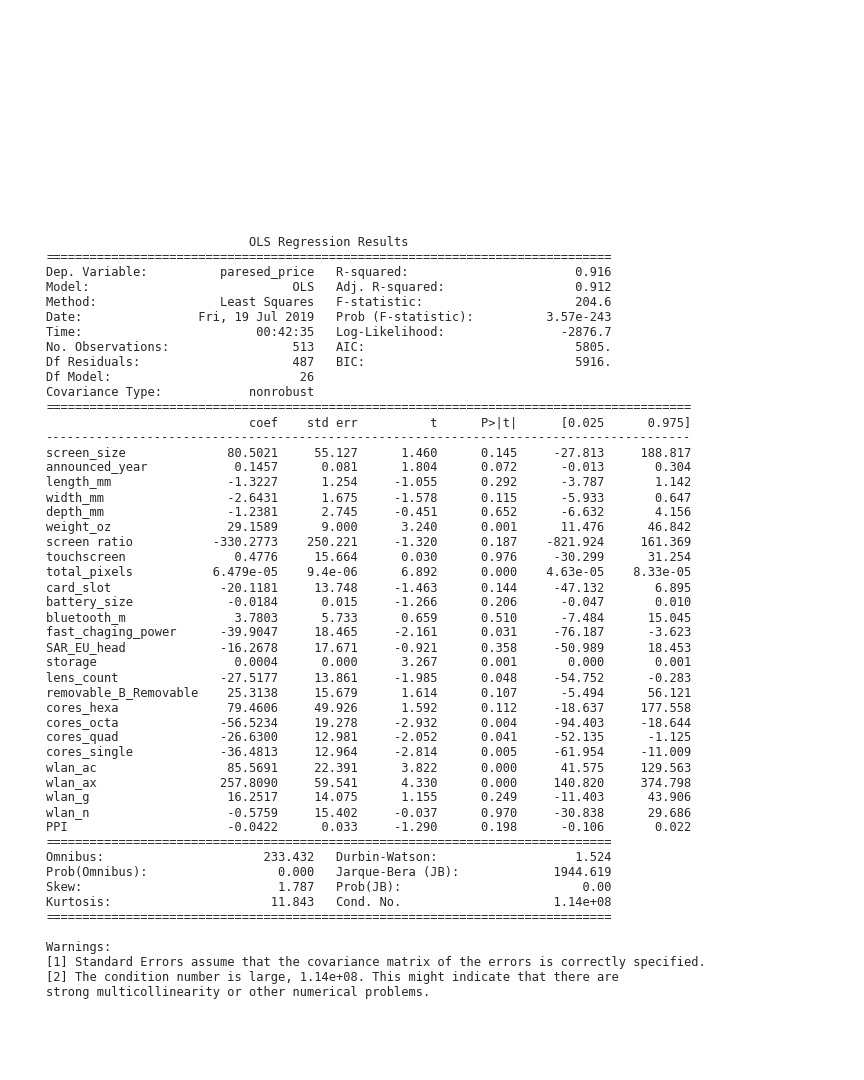 OLS Regression Results
==============================================================================
Dep. Variable:          paresed_price   R-squared:                       0.916
Model:                            OLS   Adj. R-squared:                  0.912
Method:                 Least Squares   F-statistic:                     204.6
Date:                Fri, 19 Jul 2019   Prob (F-statistic):          3.57e-243
Time:                        00:42:35   Log-Likelihood:                -2876.7
No. Observations:                 513   AIC:                             5805.
Df Residuals:                     487   BIC:                             5916.
Df Model:                          26
Covariance Type:            nonrobust
=========================================================================================
                            coef    std err          t      P>|t|      [0.025      0.975]
-----------------------------------------------------------------------------------------
screen_size              80.5021     55.127      1.460      0.145     -27.813     188.817
announced_year            0.1457      0.081      1.804      0.072      -0.013       0.304
length_mm                -1.3227      1.254     -1.055      0.292      -3.787       1.142
width_mm                 -2.6431      1.675     -1.578      0.115      -5.933       0.647
depth_mm                 -1.2381      2.745     -0.451      0.652      -6.632       4.156
weight_oz                29.1589      9.000      3.240      0.001      11.476      46.842
screen ratio           -330.2773    250.221     -1.320      0.187    -821.924     161.369
touchscreen               0.4776     15.664      0.030      0.976     -30.299      31.254
total_pixels           6.479e-05    9.4e-06      6.892      0.000    4.63e-05    8.33e-05
card_slot               -20.1181     13.748     -1.463      0.144     -47.132       6.895
battery_size             -0.0184      0.015     -1.266      0.206      -0.047       0.010
bluetooth_m               3.7803      5.733      0.659      0.510      -7.484      15.045
fast_chaging_power      -39.9047     18.465     -2.161      0.031     -76.187      -3.623
SAR_EU_head             -16.2678     17.671     -0.921      0.358     -50.989      18.453
storage                   0.0004      0.000      3.267      0.001       0.000       0.001
lens_count              -27.5177     13.861     -1.985      0.048     -54.752      -0.283
removable_B_Removable    25.3138     15.679      1.614      0.107      -5.494      56.121
cores_hexa               79.4606     49.926      1.592      0.112     -18.637     177.558
cores_octa              -56.5234     19.278     -2.932      0.004     -94.403     -18.644
cores_quad              -26.6300     12.981     -2.052      0.041     -52.135      -1.125
cores_single            -36.4813     12.964     -2.814      0.005     -61.954     -11.009
wlan_ac                  85.5691     22.391      3.822      0.000      41.575     129.563
wlan_ax                 257.8090     59.541      4.330      0.000     140.820     374.798
wlan_g                   16.2517     14.075      1.155      0.249     -11.403      43.906
wlan_n                   -0.5759     15.402     -0.037      0.970     -30.838      29.686
PPI                      -0.0422      0.033     -1.290      0.198      -0.106       0.022
==============================================================================
Omnibus:                      233.432   Durbin-Watson:                   1.524
Prob(Omnibus):                  0.000   Jarque-Bera (JB):             1944.619
Skew:                           1.787   Prob(JB):                         0.00
Kurtosis:                      11.843   Cond. No.                     1.14e+08
==============================================================================

Warnings:
[1] Standard Errors assume that the covariance matrix of the errors is correctly specified.
[2] The condition number is large, 1.14e+08. This might indicate that there are
strong multicollinearity or other numerical problems.